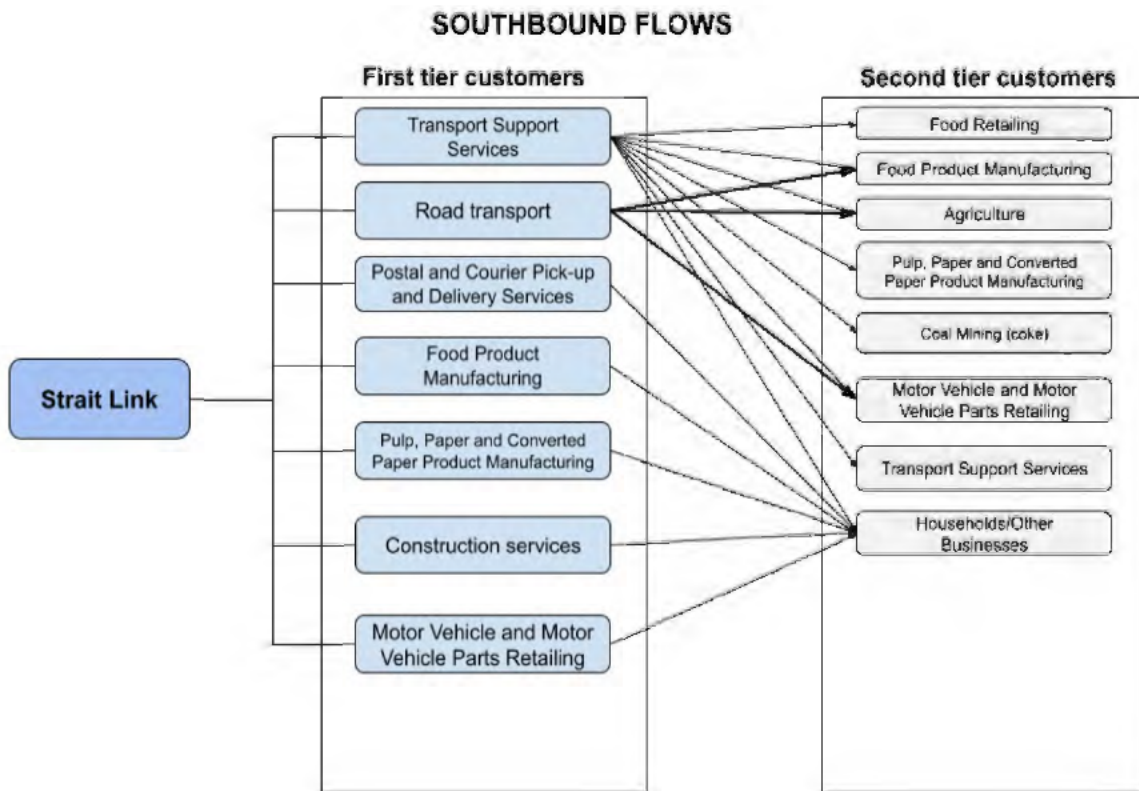 SOUTHBOUND FLOWS
First tier customers
Second tier customers
Strait Link
Transport Support
Services
Road transport
Postal and Courier Pick-up
and Delivery Services
Food Product
Manufacturing
Pulp, Paper and Converted
Paper Product Manufacturing
Construction services
Motor Vehicle and Motor
Vehicle Parts Retailing
Food Retailing
Food Product Manufacturing
Agriculture
Pulp, Paper and Converted
Paper Product Manufacturing
Coal Mining (coke)
Motor Vehicle and Motor
Vehicle Parts Retailing
Transport Support Services
Households/Other
Businesses